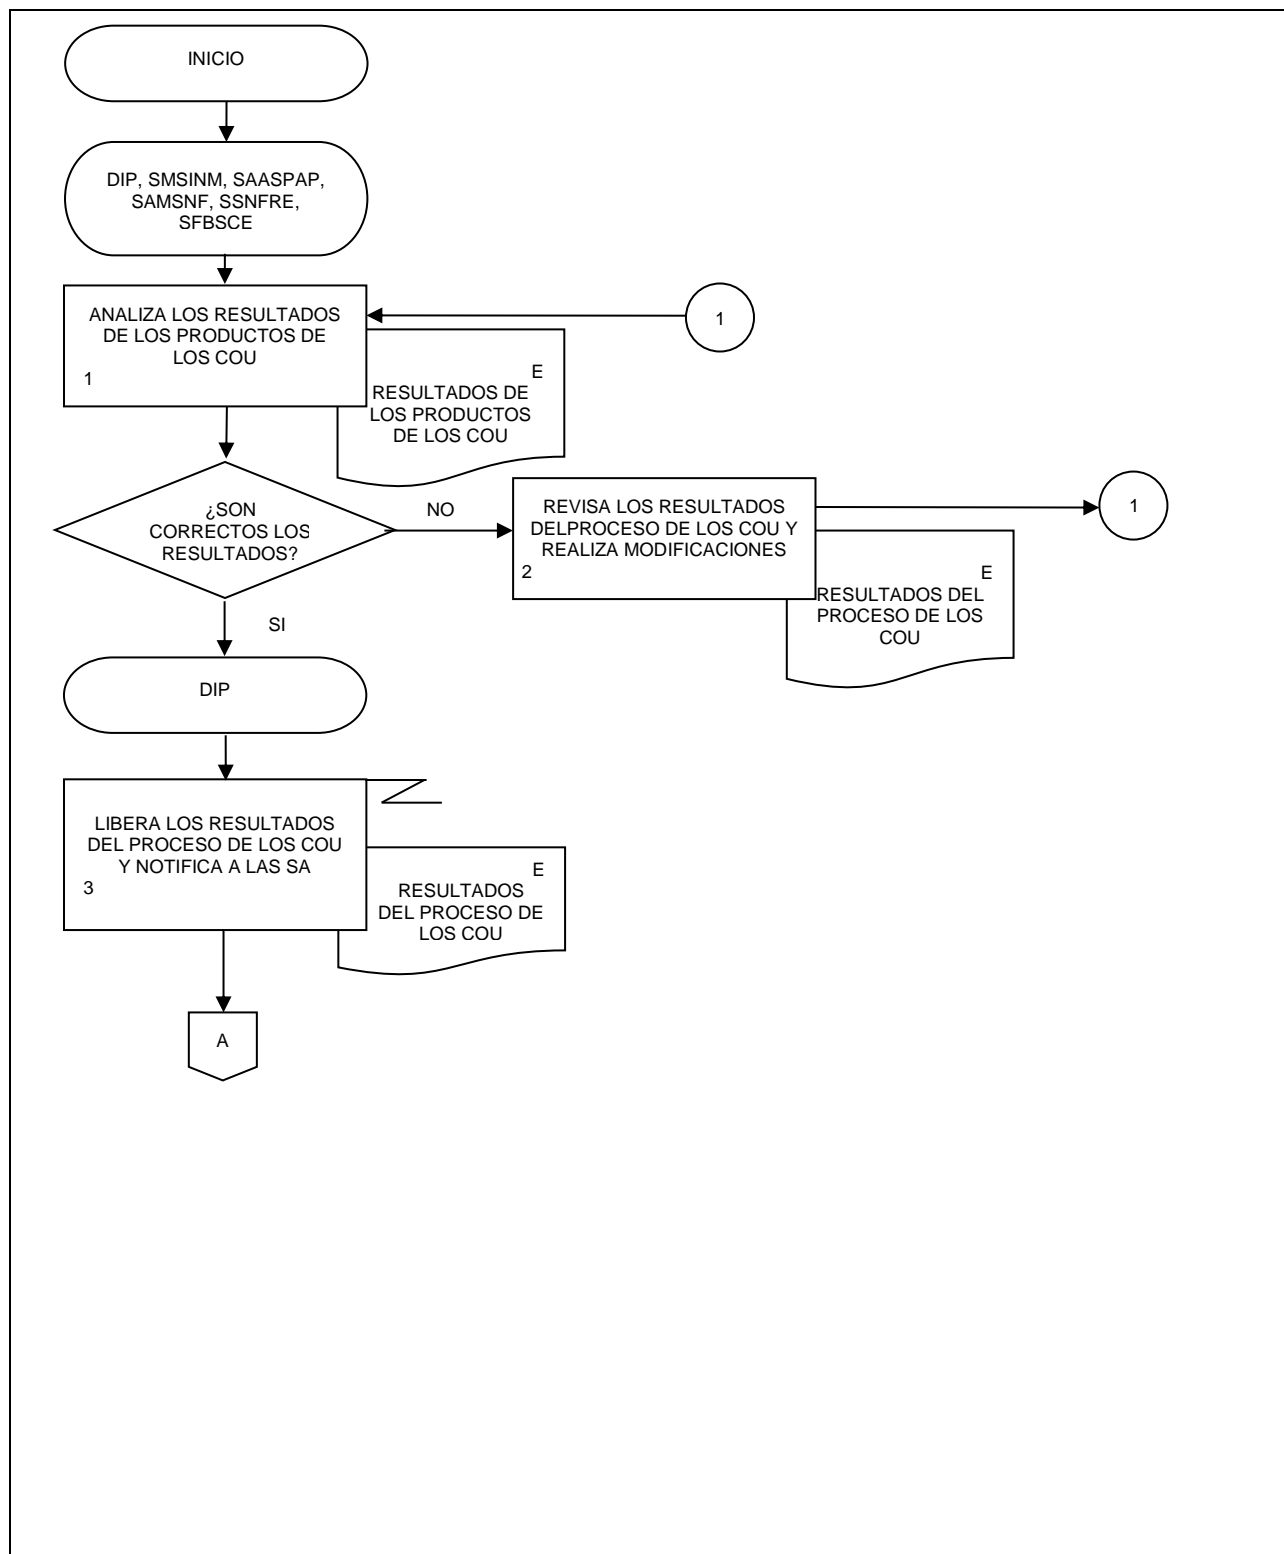 INICIO
DIP, SMSINM, SAASPAP,
SAMSNF, SSNFRE,
SFBSCE
ANALIZA LOS RESULTADOS
DE LOS PRODUCTOS DE
LOS COU
1
1
E
RESULTADOS DE
LOS PRODUCTOS
DE LOS COU
¿SON
CORRECTOS LOS
RESULTADOS?
NO
REVISA LOS RESULTADOS
DELPROCESO DE LOS COU Y
REALIZA MODIFICACIONES
2
1
E
RESULTADOS DEL
PROCESO DE LOS
COU
SI
DIP
LIBERA LOS RESULTADOS
DEL PROCESO DE LOS COU
Y NOTIFICA A LAS SA
3
E
RESULTADOS
DEL PROCESO DE
LOS COU
A